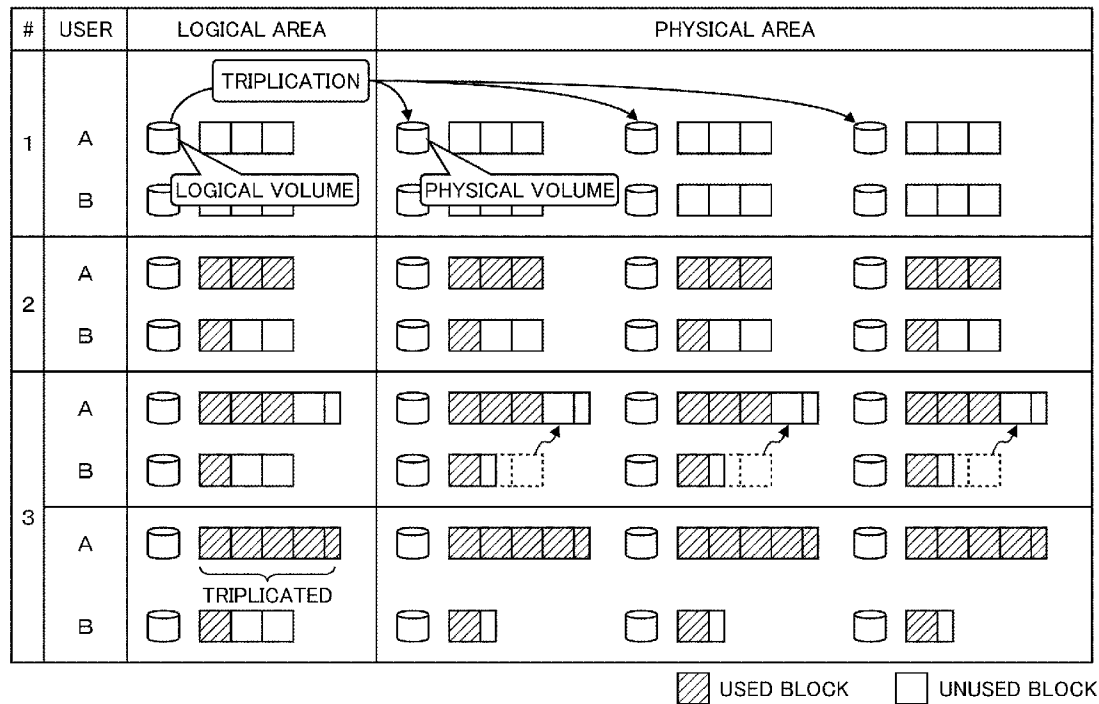 # USER LOGICAL AREA PHYSICAL AREA
TRIPLICATION
1 A
LOGICAL VOLUME PHYSICAL VOLUME
B
A
2
B
A
B
3
A
TRIPLICATED
B
USED BLOCK UNUSED BLOCK